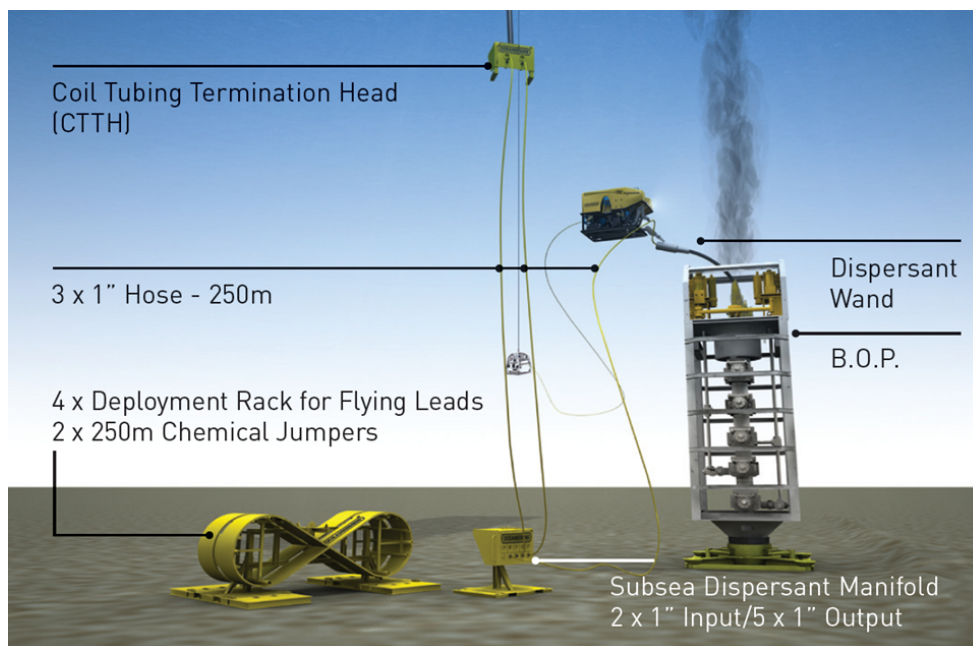 Coil Tubing Termination Head
(CTTH)
3 x 1” Hose - 250m
Dispersant
Wand
B.O.P.
4 x Deployment Rack for Flying Leads
2 x 250m Chemical Jumpers
Subsea Dispersant Manifold
2 x 1” Input/5 x 1” Output